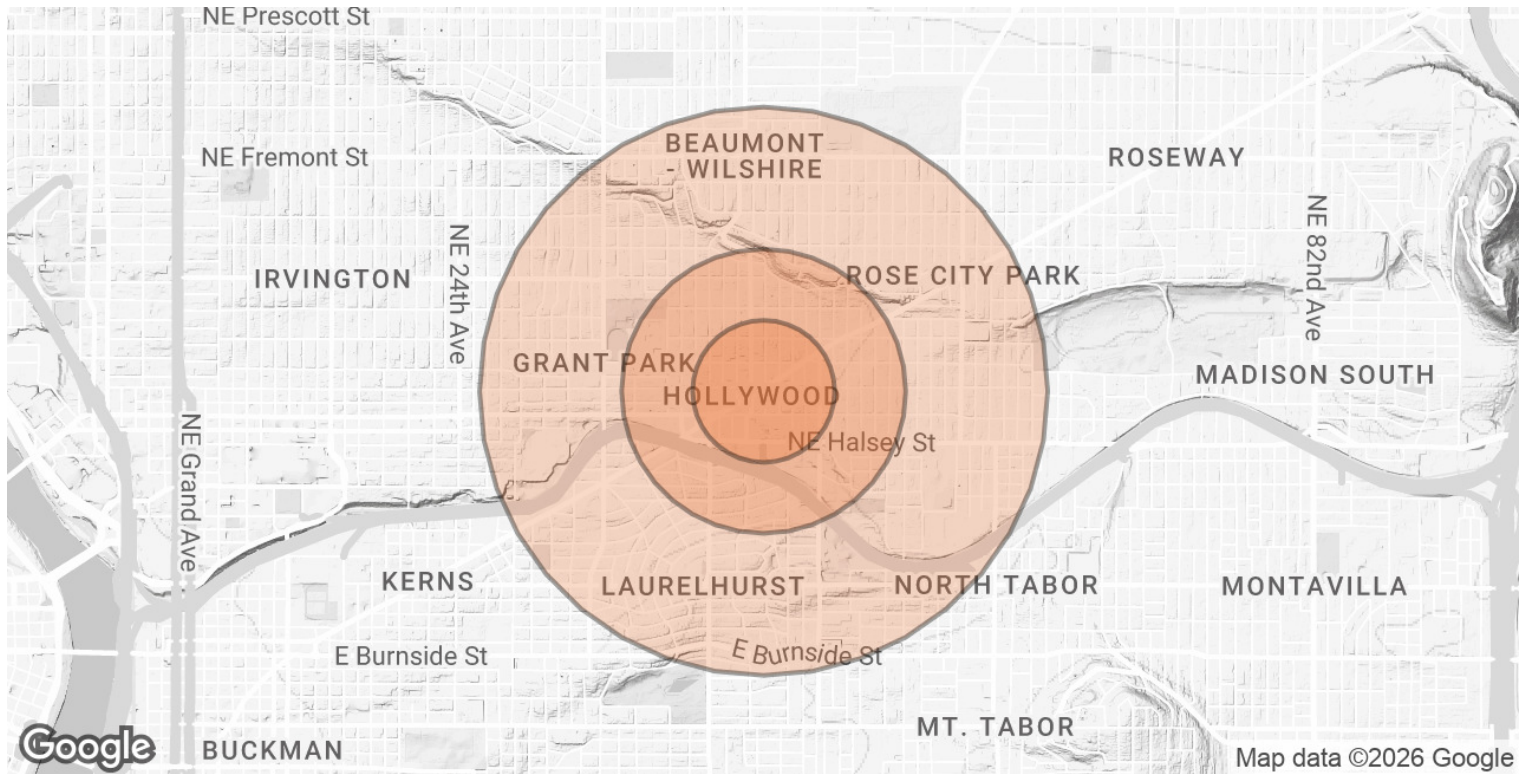 NE Prescott St
BEAUMONT
- WILSHIRE
NE Fremont St
ROSEWAY
NE 24th Ave
NE 82nd Ave
IRVINGTON
ROSE CITY PARK
GRANT PARK
MADISON SOUTH
HOLLYWOOD
NE Grand Ave
NE Halsey St
KERNS
LAURELHURST
NORTH TABOR
MONTAVILLA
E Burnside St
E Burnside St
MT. TABOR
Google
BUCKMAN
Map data ©2026 Google